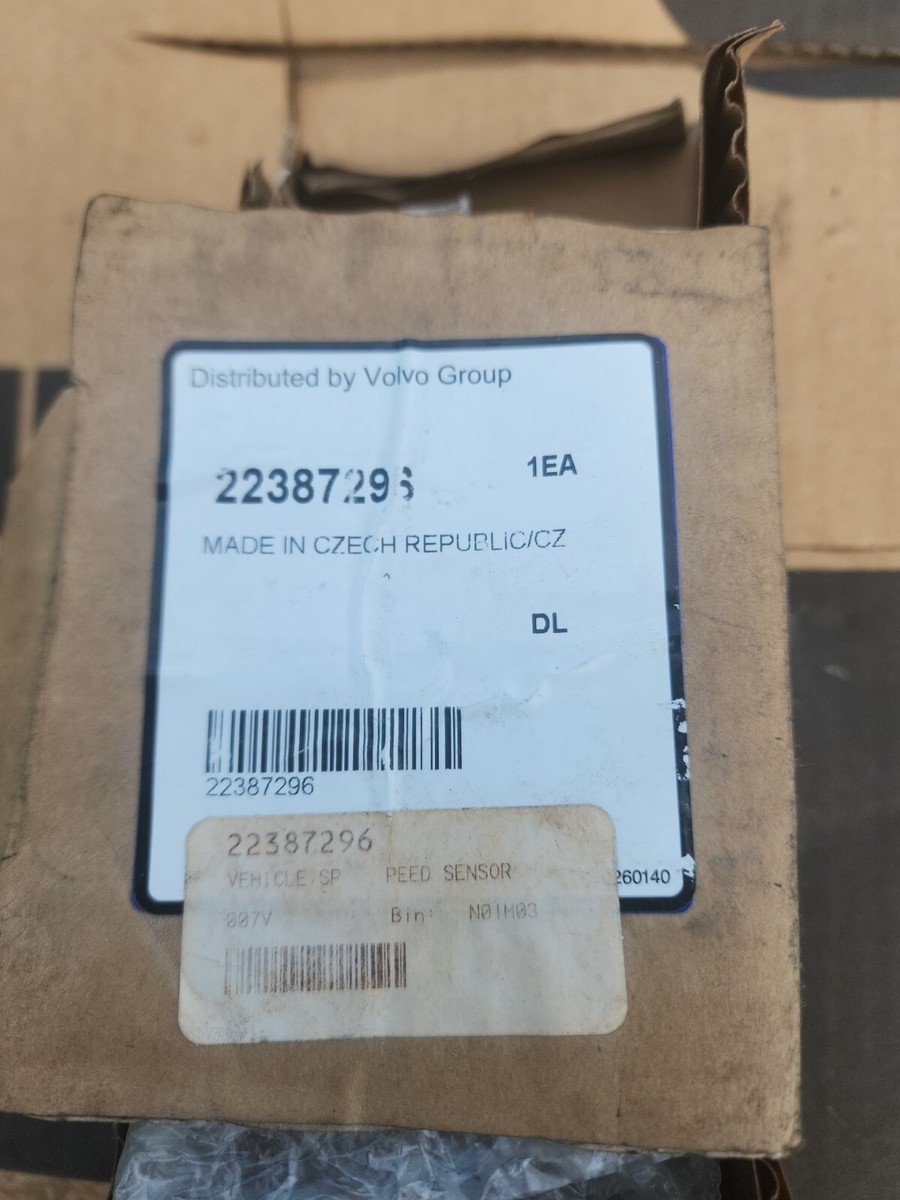 Distributed by Volvo Group
22387296 1EA
MADE IN CZECH REPUBLIC/CZ
DL
22387296
260140
22387296
VEHICLE SP PEED SENSOR
007V Bin: N01M03